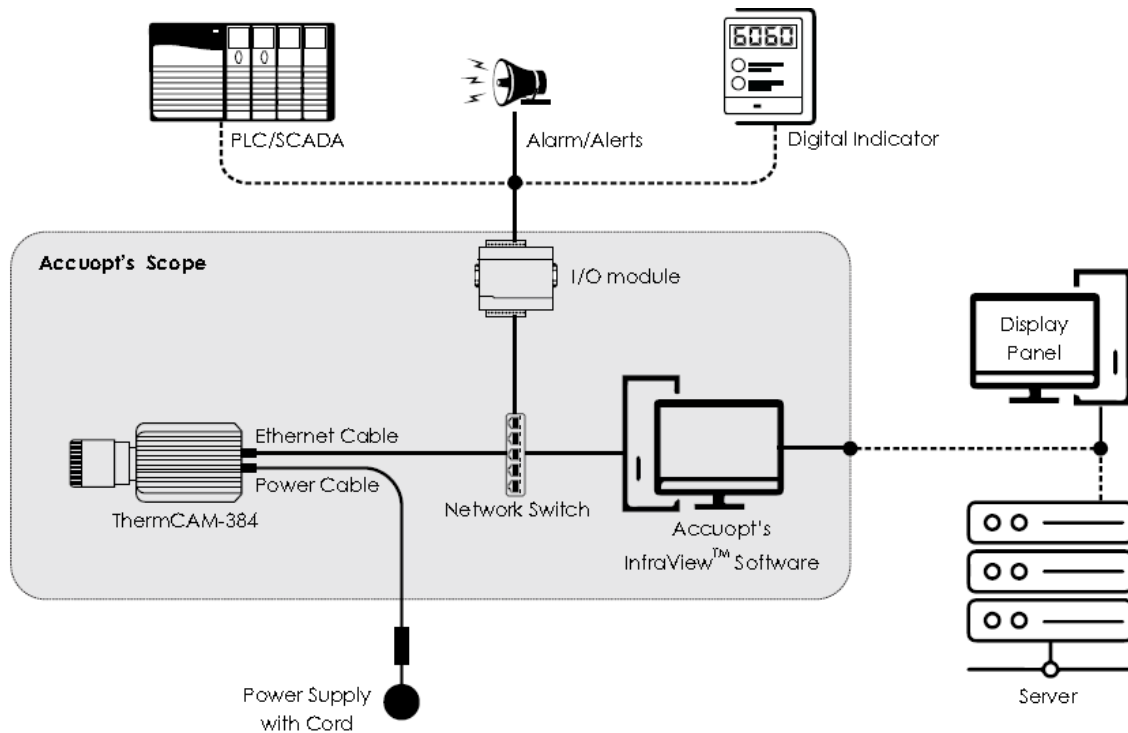 6060
PLC/SCADA
Alarm/Alerts
Digital Indicator
Accuopt's Scope
I/O module
Display
Panel
Ethernet Cable
Power Cable
ThermCAM-384
Network Switch
Accuopt's
InfraView™ Software
Power Supply
with Cord
Server